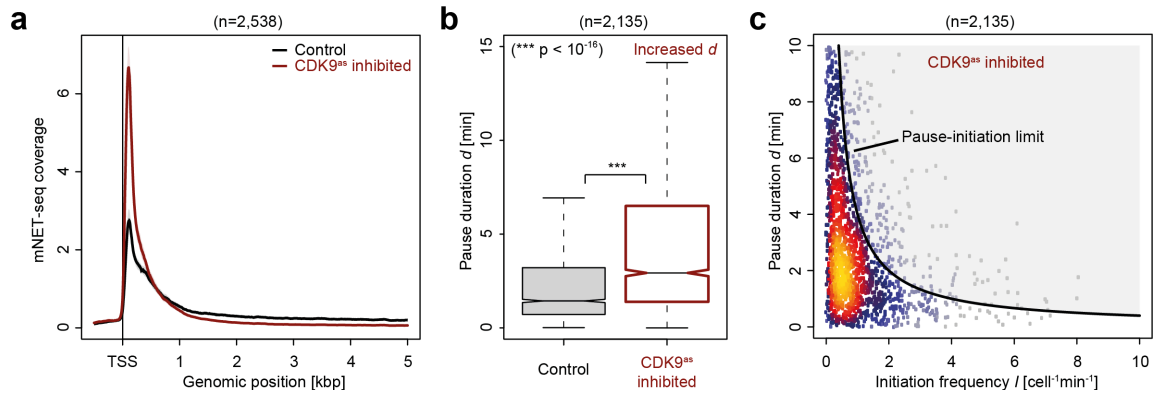 a
(n=2,538)
Control
CDK9ᵃˢ inhibited
mNET-seq coverage
6
4
2
0
TSS
1
2
3
4
5
Genomic position [kbp]
b
(n=2,135)
(*** p < 10⁻¹⁶)
Increased d
Pause duration d [min]
15
10
5
0
***
Control
CDK9ᵃˢ
inhibited
c
(n=2,135)
CDK9ᵃˢ inhibited
Pause-initiation limit
Pause duration d [min]
10
8
6
4
2
0
0
2
4
6
8
10
Initiation frequency I [cell⁻¹min⁻¹]